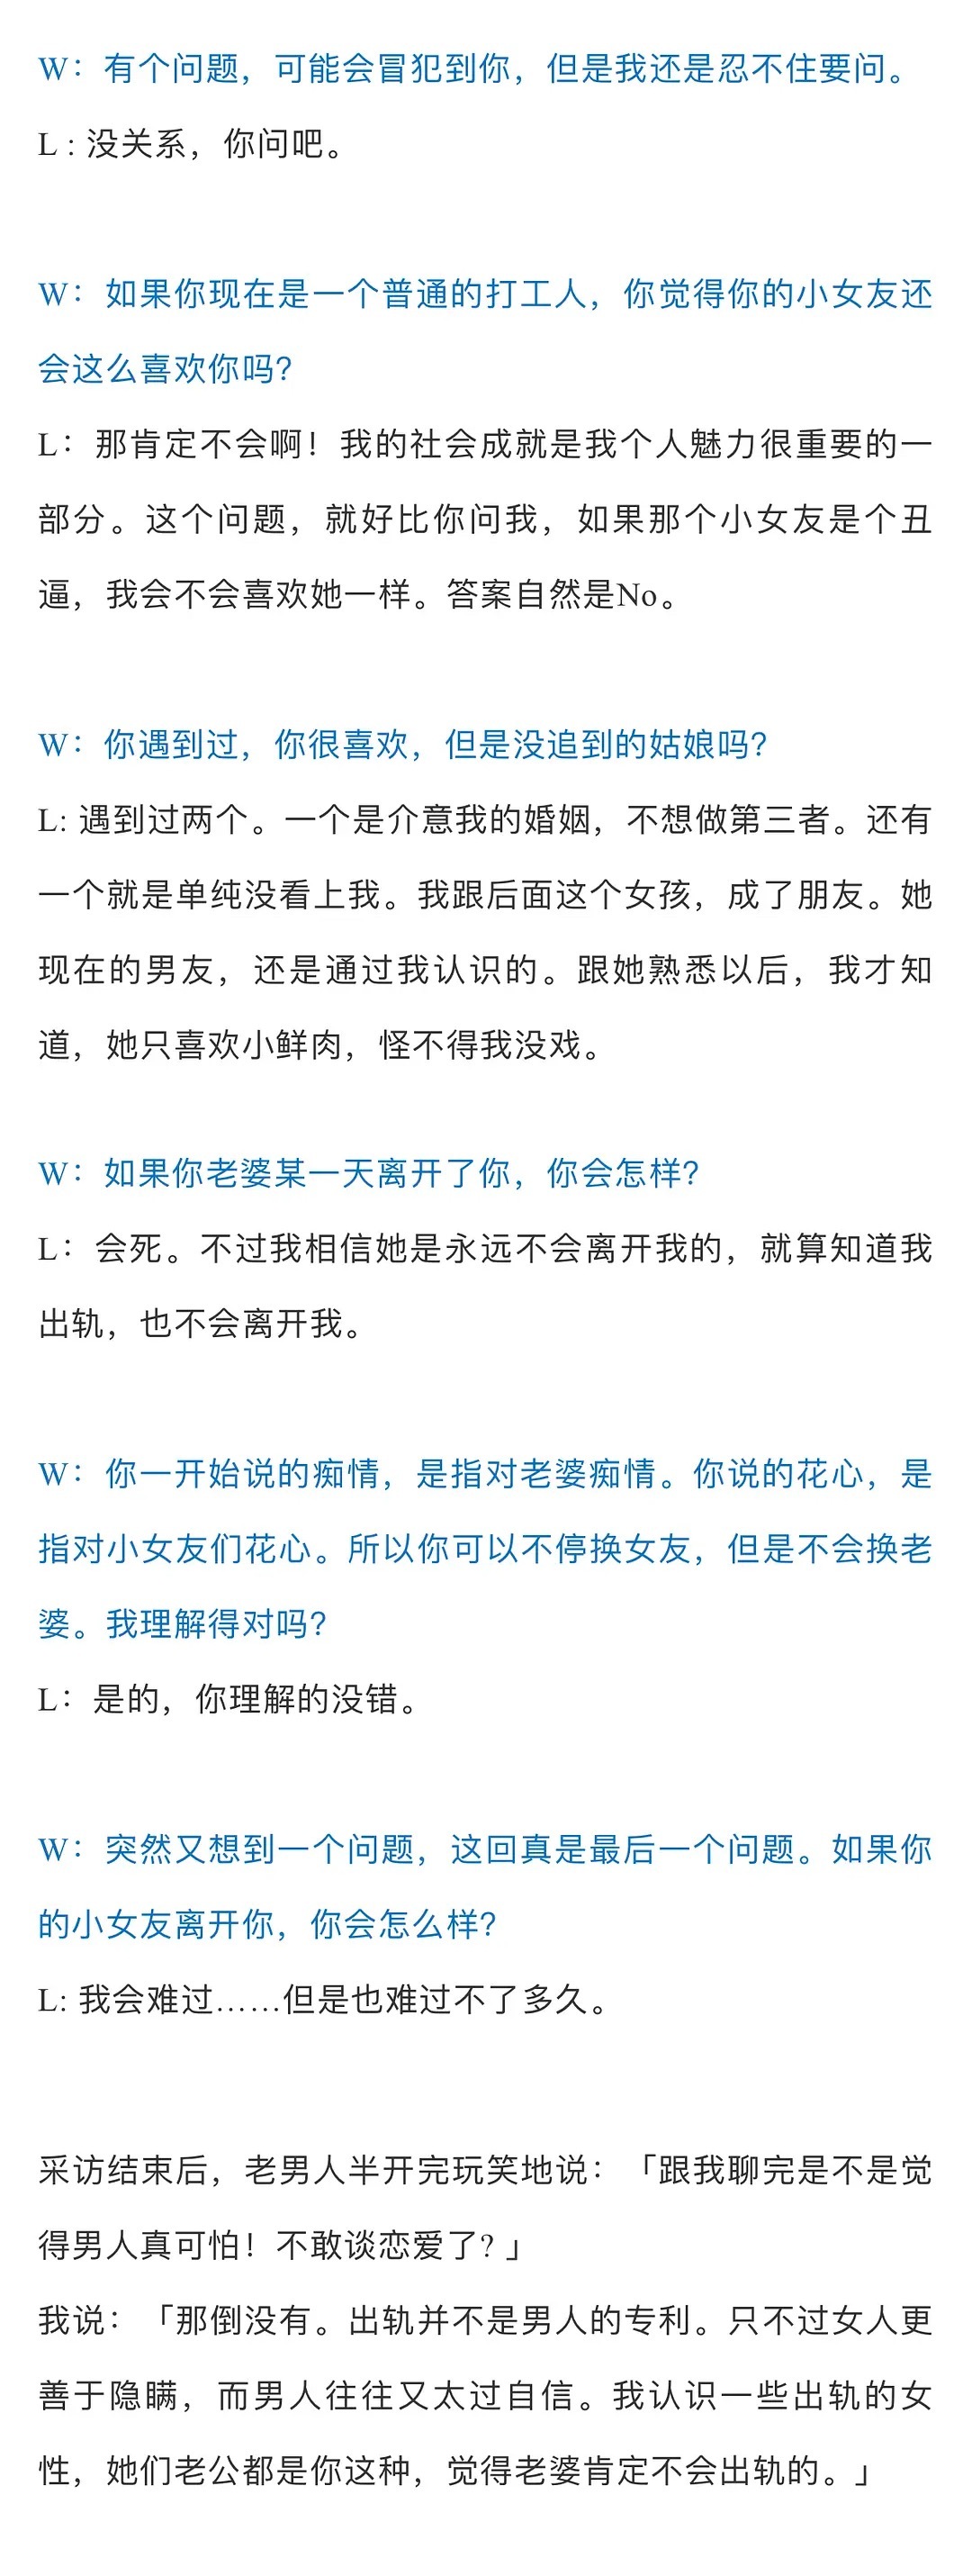 W：有个问题，可能会冒犯到你，但是我还是忍不住要问。
L : 没关系，你问吧。
W：如果你现在是一个普通的打工人，你觉得你的小女友还
会这么喜欢你吗？
L：那肯定不会啊！我的社会成就是我个人魅力很重要的一
部分。这个问题，就好比你问我，如果那个小女友是个丑
逼，我会不会喜欢她一样。答案自然是No。
W：你遇到过，你很喜欢，但是没追到的姑娘吗？
L: 遇到过两个。一个是介意我的婚姻，不想做第三者。还有
一个就是单纯没看上我。我跟后面这个女孩，成了朋友。她
现在的男友，还是通过我认识的。跟她熟悉以后，我才知
道，她只喜欢小鲜肉，怪不得我没戏。
W：如果你老婆某一天离开了你，你会怎样？
L：会死。不过我相信她是永远不会离开我的，就算知道我
出轨，也不会离开我。
W：你一开始说的痴情，是指对老婆痴情。你说的花心，是
指对小女友们花心。所以你可以不停换女友，但是不会换老
婆。我理解得对吗？
L：是的，你理解的没错。
W：突然又想到一个问题，这回真是最后一个问题。如果你
的小女友离开你，你会怎么样？
L: 我会难过……但是也难过不了多久。
采访结束后，老男人半开完玩笑地说：「跟我聊完是不是觉
得男人真可怕！不敢谈恋爱了? 」
我说：「那倒没有。出轨并不是男人的专利。只不过女人更
善于隐瞒，而男人往往又太过自信。我认识一些出轨的女
性，她们老公都是你这种，觉得老婆肯定不会出轨的。」